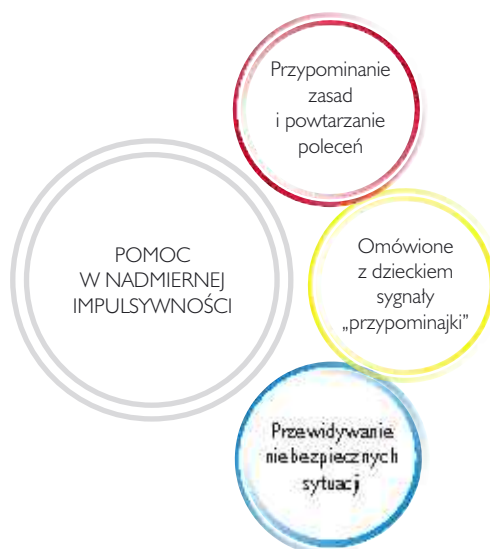 Przypominanie
zasad
i powtarzanie
poleceń
POMOC
W NADMIERNEJ
IMPULSYWNOŚCI
Omówione
z dzieckiem
sygnały
„przypominajki”
Przewidywanie
niebezpiecznych
sytuacji